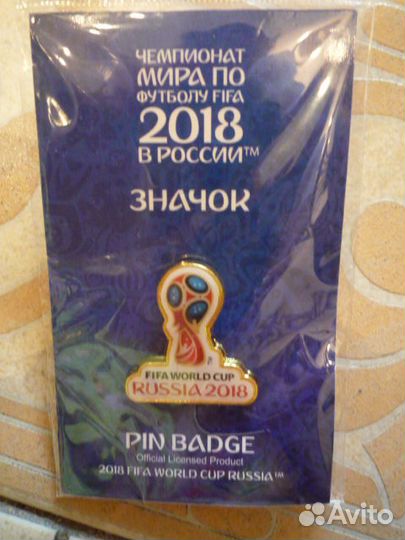 ЧЕМПИОНАТ
МИРА ПО
ФУТБОЛУ FIFA
2018
В РОССИИ™
ЗНАЧОК
FIFA WORLD CUP
RUSSIA 2018
PIN BADGE
Official Licensed Product
2018 FIFA WORLD CUP RUSSIA™
Avito